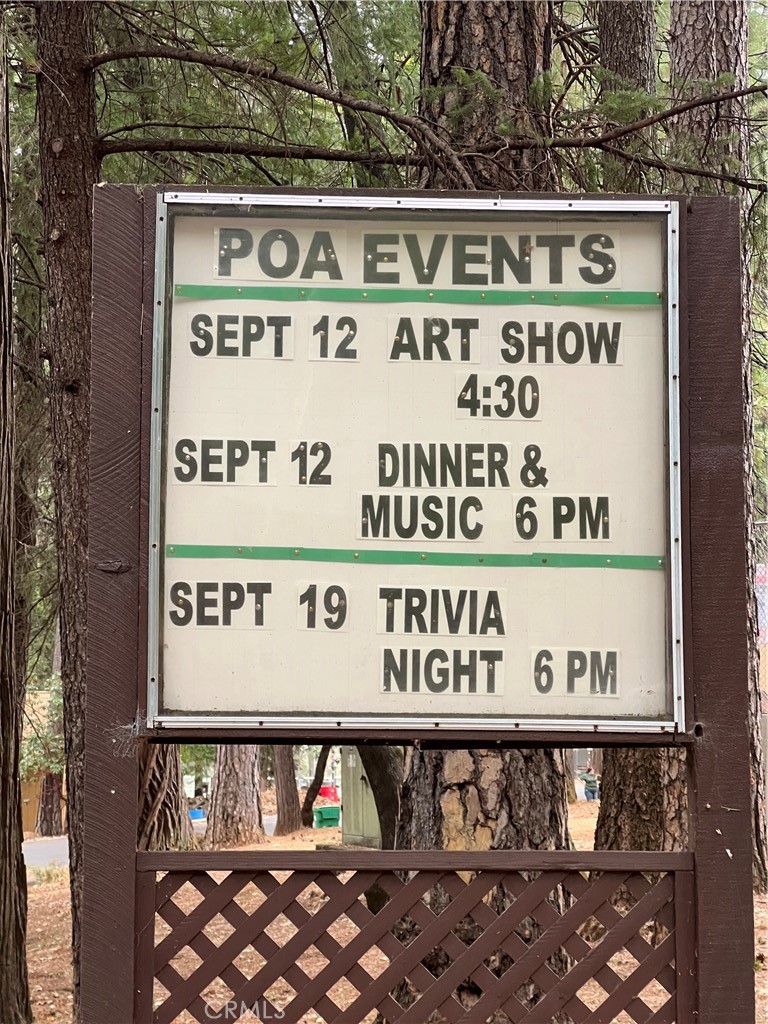 POA EVENTS
SEPT 12 ART SHOW
4:30
SEPT 12 DINNER &
MUSIC 6 PM
SEPT 19 TRIVIA
NIGHT 6 PM
CRMLS